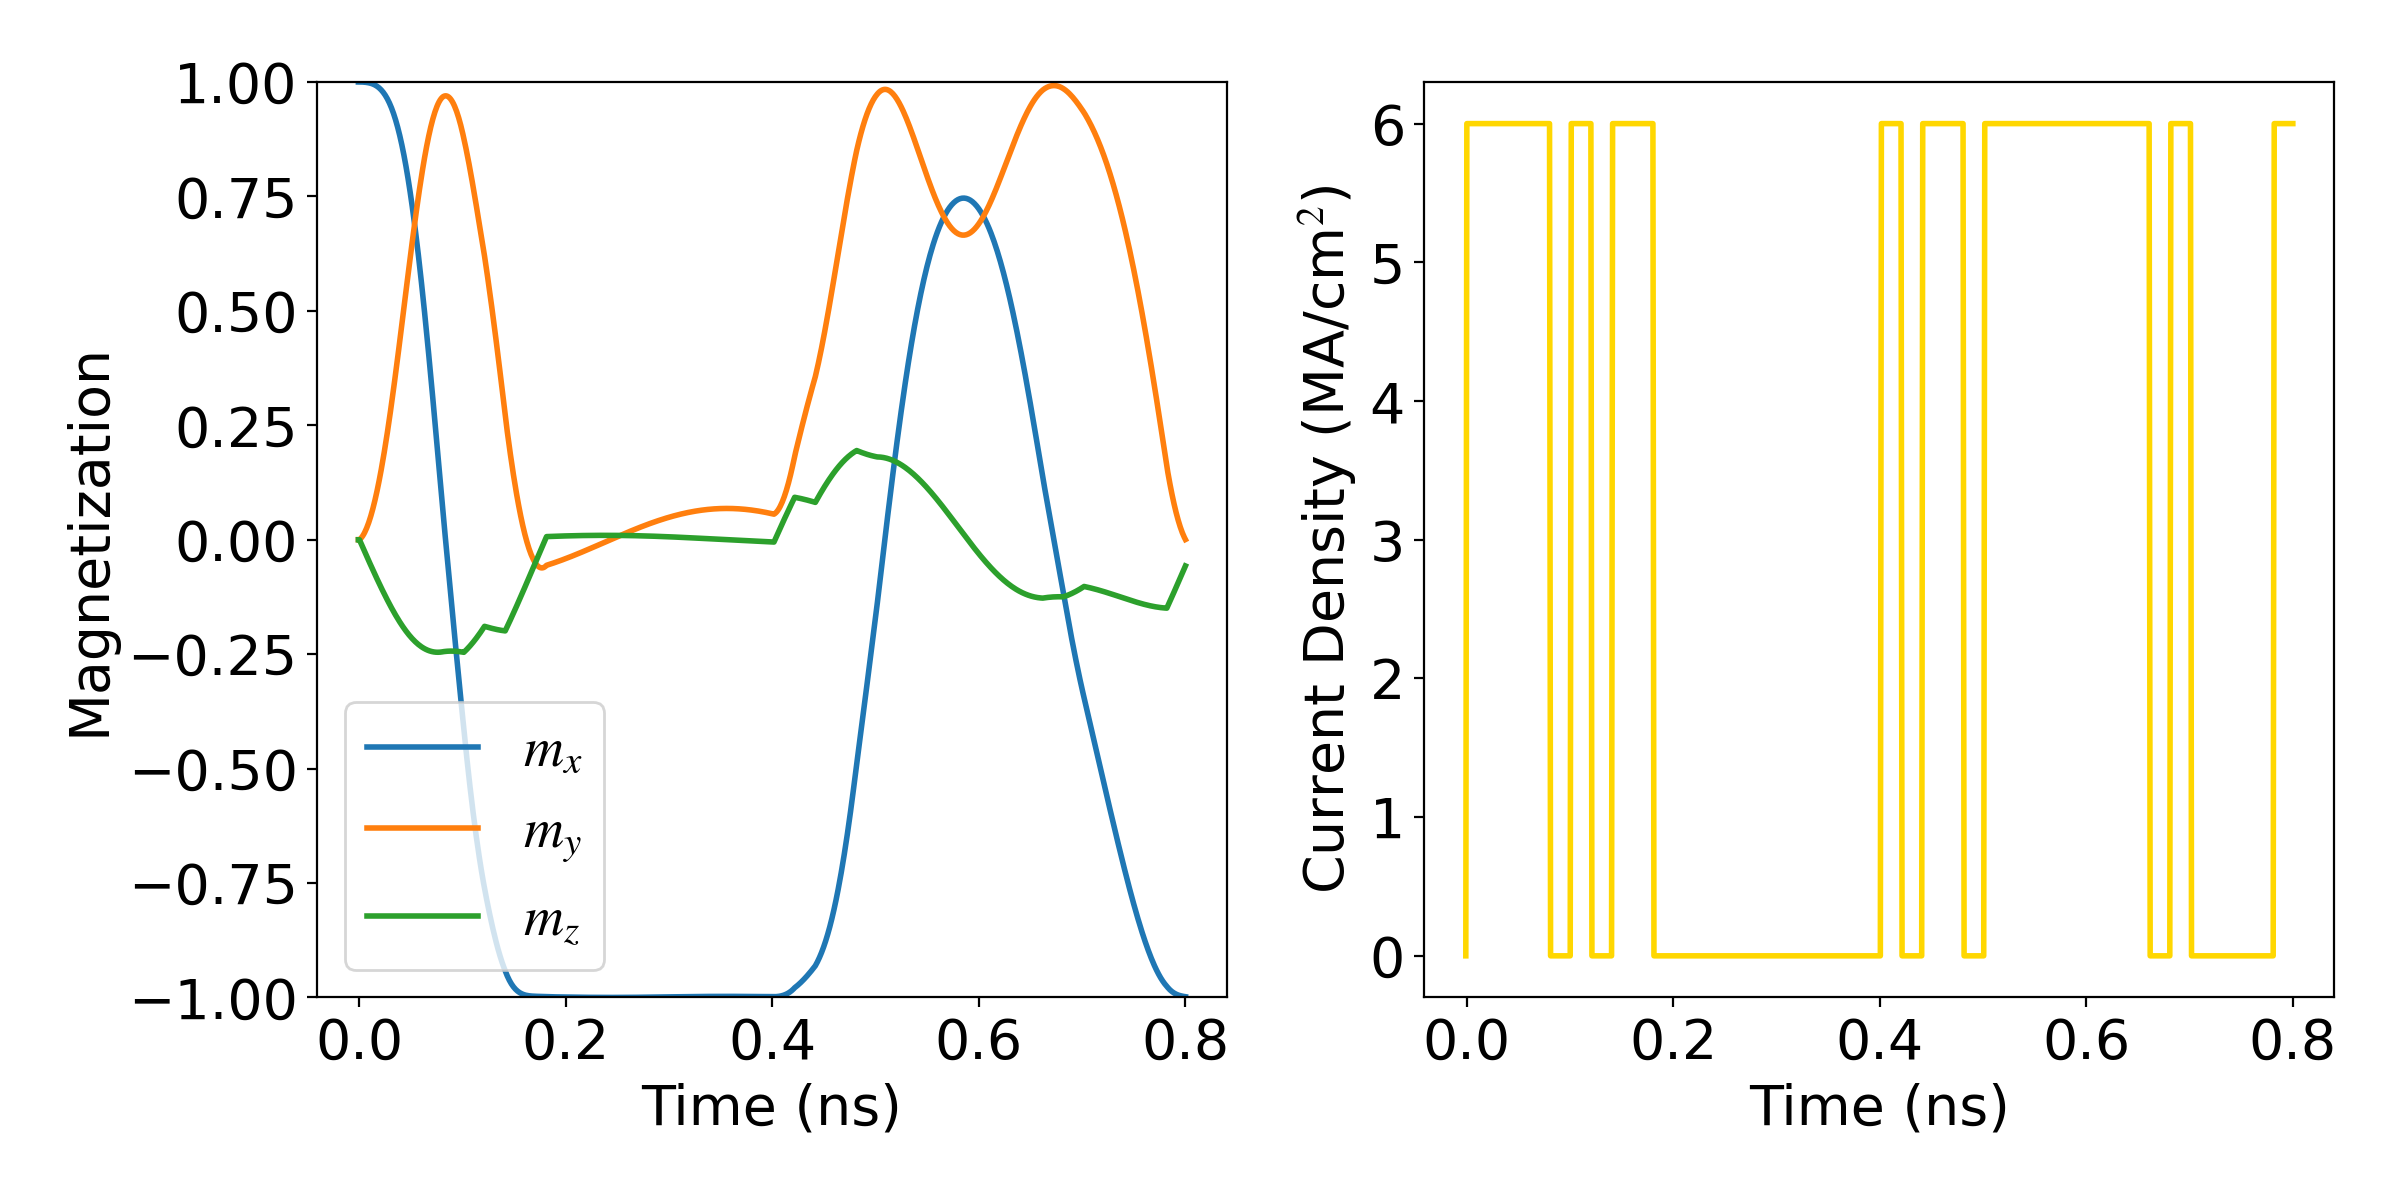 1.00
0.75
0.50
0.25
0.00
−0.25
−0.50
−0.75
−1.00
Magnetization
m_x
m_y
m_z
0.0 0.2 0.4 0.6 0.8
Time (ns)
6
5
4
3
2
1
0
Current Density (MA/cm²)
0.0 0.2 0.4 0.6 0.8
Time (ns)